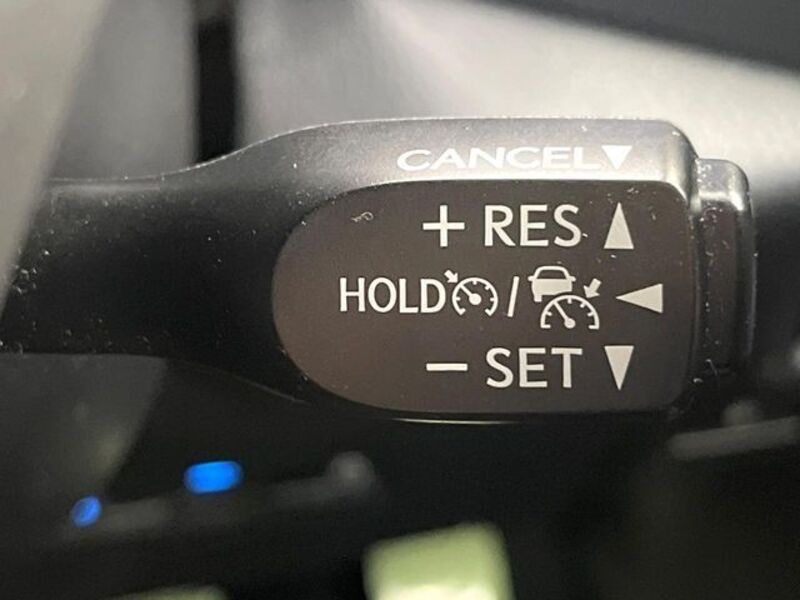 CANCEL▼
+ RES ▲
HOLD / ◀
− SET ▼